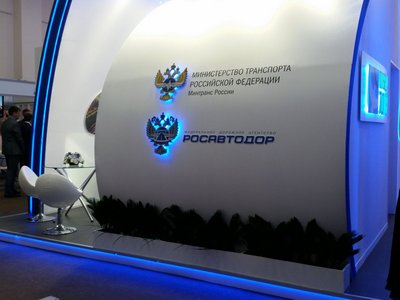 МИНИСТЕРСТВО ТРАНСПОРТА
РОССИЙСКОЙ ФЕДЕРАЦИИ
Минтранс России
ФЕДЕРАЛЬНОЕ ДОРОЖНОЕ АГЕНТСТВО
РОСАВТОДОР